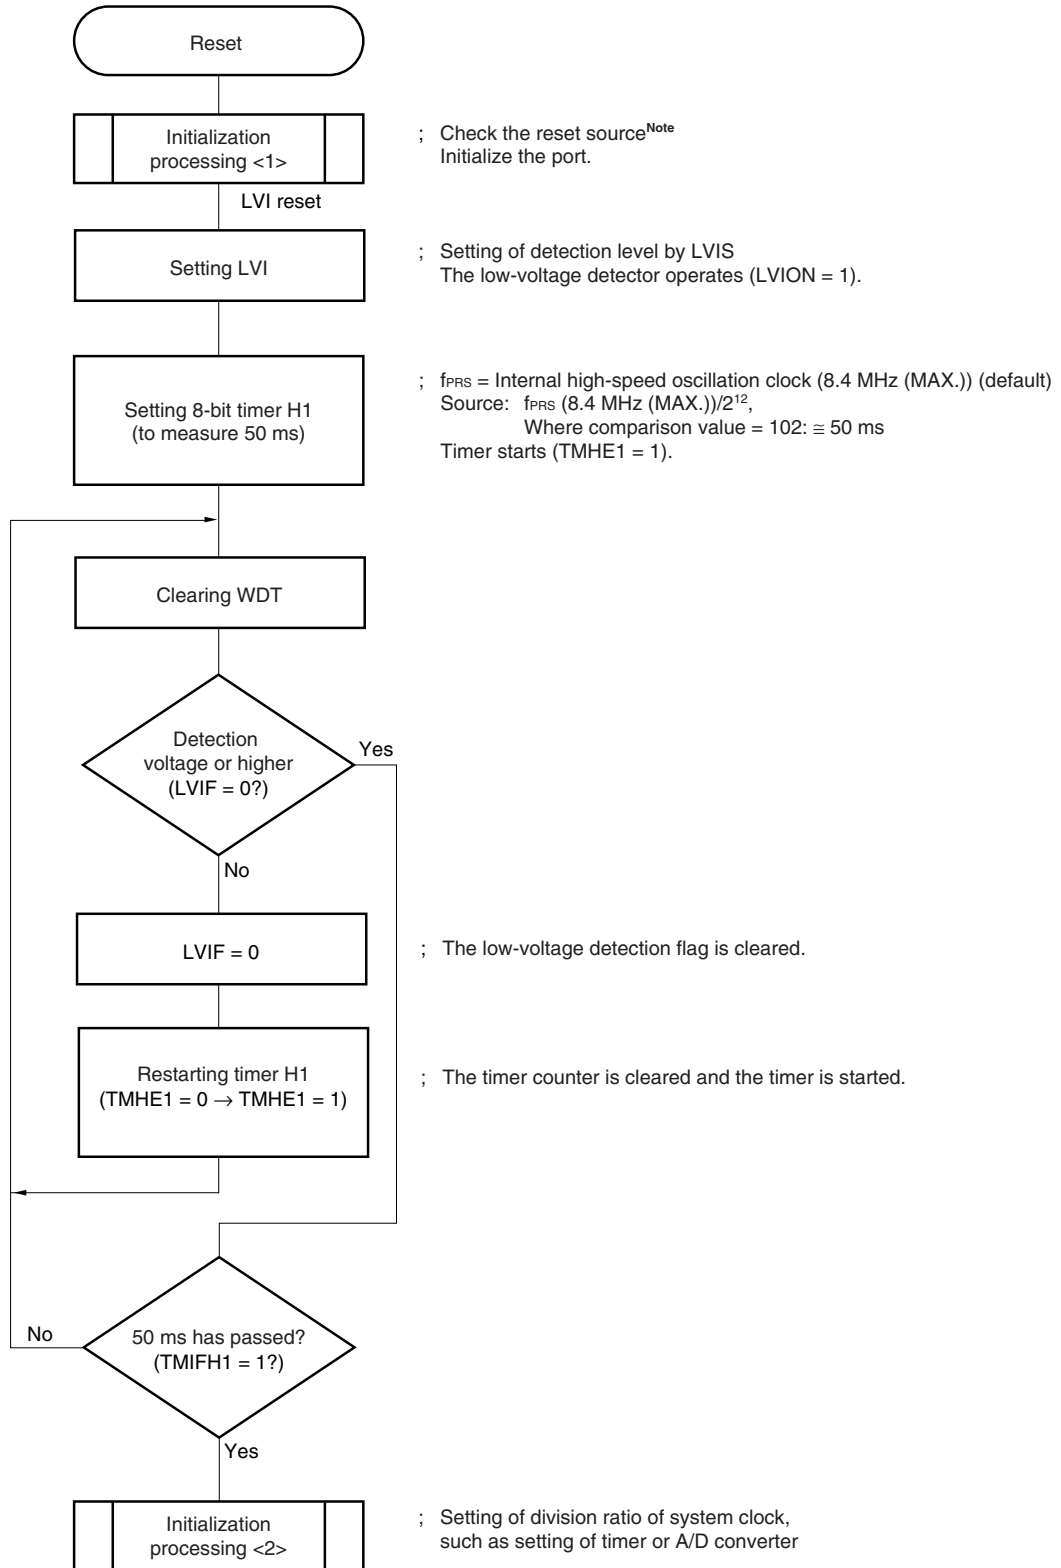 Reset
Initialization
processing <1>
; Check the reset sourceNote
Initialize the port.
LVI reset
Setting LVI
; Setting of detection level by LVIS
The low-voltage detector operates (LVION = 1).
Setting 8-bit timer H1
(to measure 50 ms)
; fPRS = Internal high-speed oscillation clock (8.4 MHz (MAX.)) (default)
Source: fPRS (8.4 MHz (MAX.))/2¹²,
Where comparison value = 102: ≅ 50 ms
Timer starts (TMHE1 = 1).
Clearing WDT
Detection
voltage or higher
(LVIF = 0?)
Yes
No
LVIF = 0
; The low-voltage detection flag is cleared.
Restarting timer H1
(TMHE1 = 0 → TMHE1 = 1)
; The timer counter is cleared and the timer is started.
No
50 ms has passed?
(TMIFH1 = 1?)
Yes
Initialization
processing <2>
; Setting of division ratio of system clock,
such as setting of timer or A/D converter